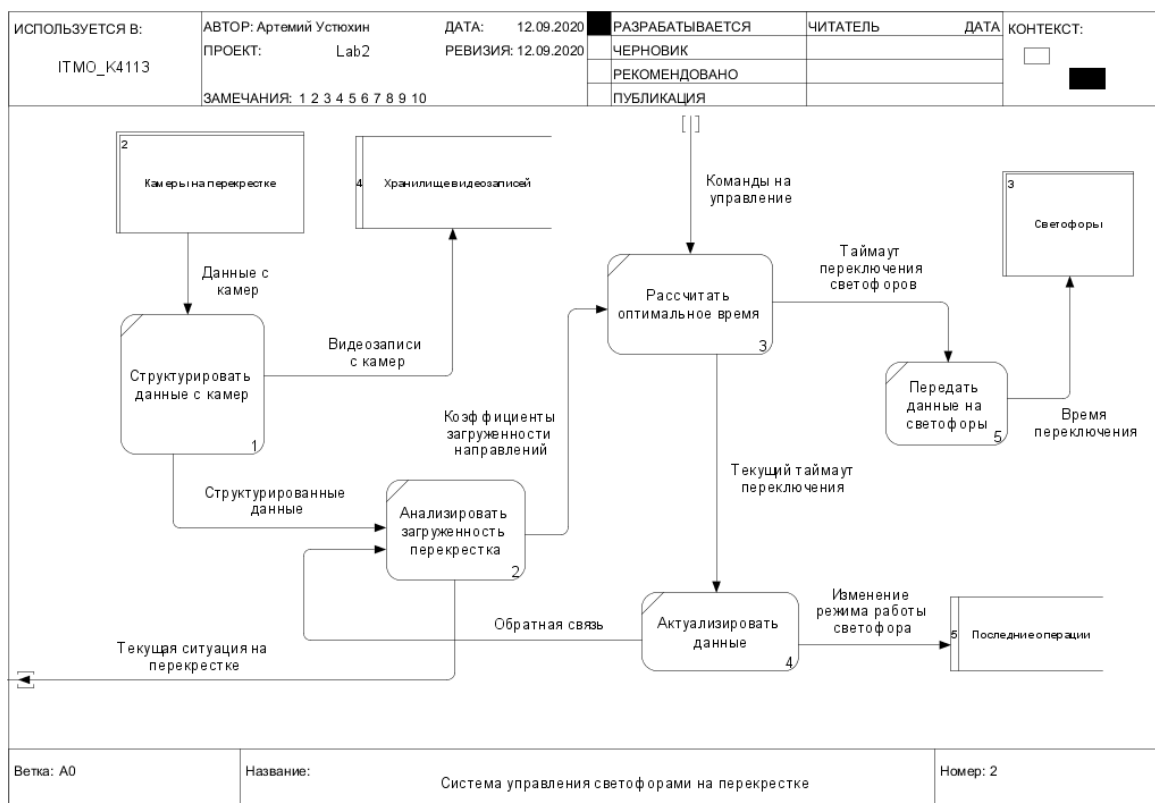 ИСПОЛЬЗУЕТСЯ В:
ITMO_K4113
АВТОР: Артемий Устюхин
ДАТА: 12.09.2020
ПРОЕКТ: Lab2
РЕВИЗИЯ: 12.09.2020
ЗАМЕЧАНИЯ: 1 2 3 4 5 6 7 8 9 10
РАЗРАБАТЫВАЕТСЯ
ЧЕРНОВИК
РЕКОМЕНДОВАНО
ПУБЛИКАЦИЯ
ЧИТАТЕЛЬ
ДАТА
КОНТЕКСТ:
2
Камеры на перекрестке
4
Хранилище видеозаписей
Команды на
управление
3
Светофоры
Данные с
камер
Таймаут
переключения
светофоров
Рассчитать
оптимальное время
3
Структурировать
данные с камер
1
Видеозаписи
с камер
Передать
данные на
светофоры
5
Время
переключения
Коэффициенты
загруженности
направлений
Текущий таймаут
переключения
Структурированные
данные
Анализировать
загруженность
перекрестка
2
Обратная связь
Актуализировать
данные
4
Изменение
режима работы
светофора
5
Последние операции
Текущая ситуация на
перекрестке
Ветка: A0
Название:
Система управления светофорами на перекрестке
Номер: 2